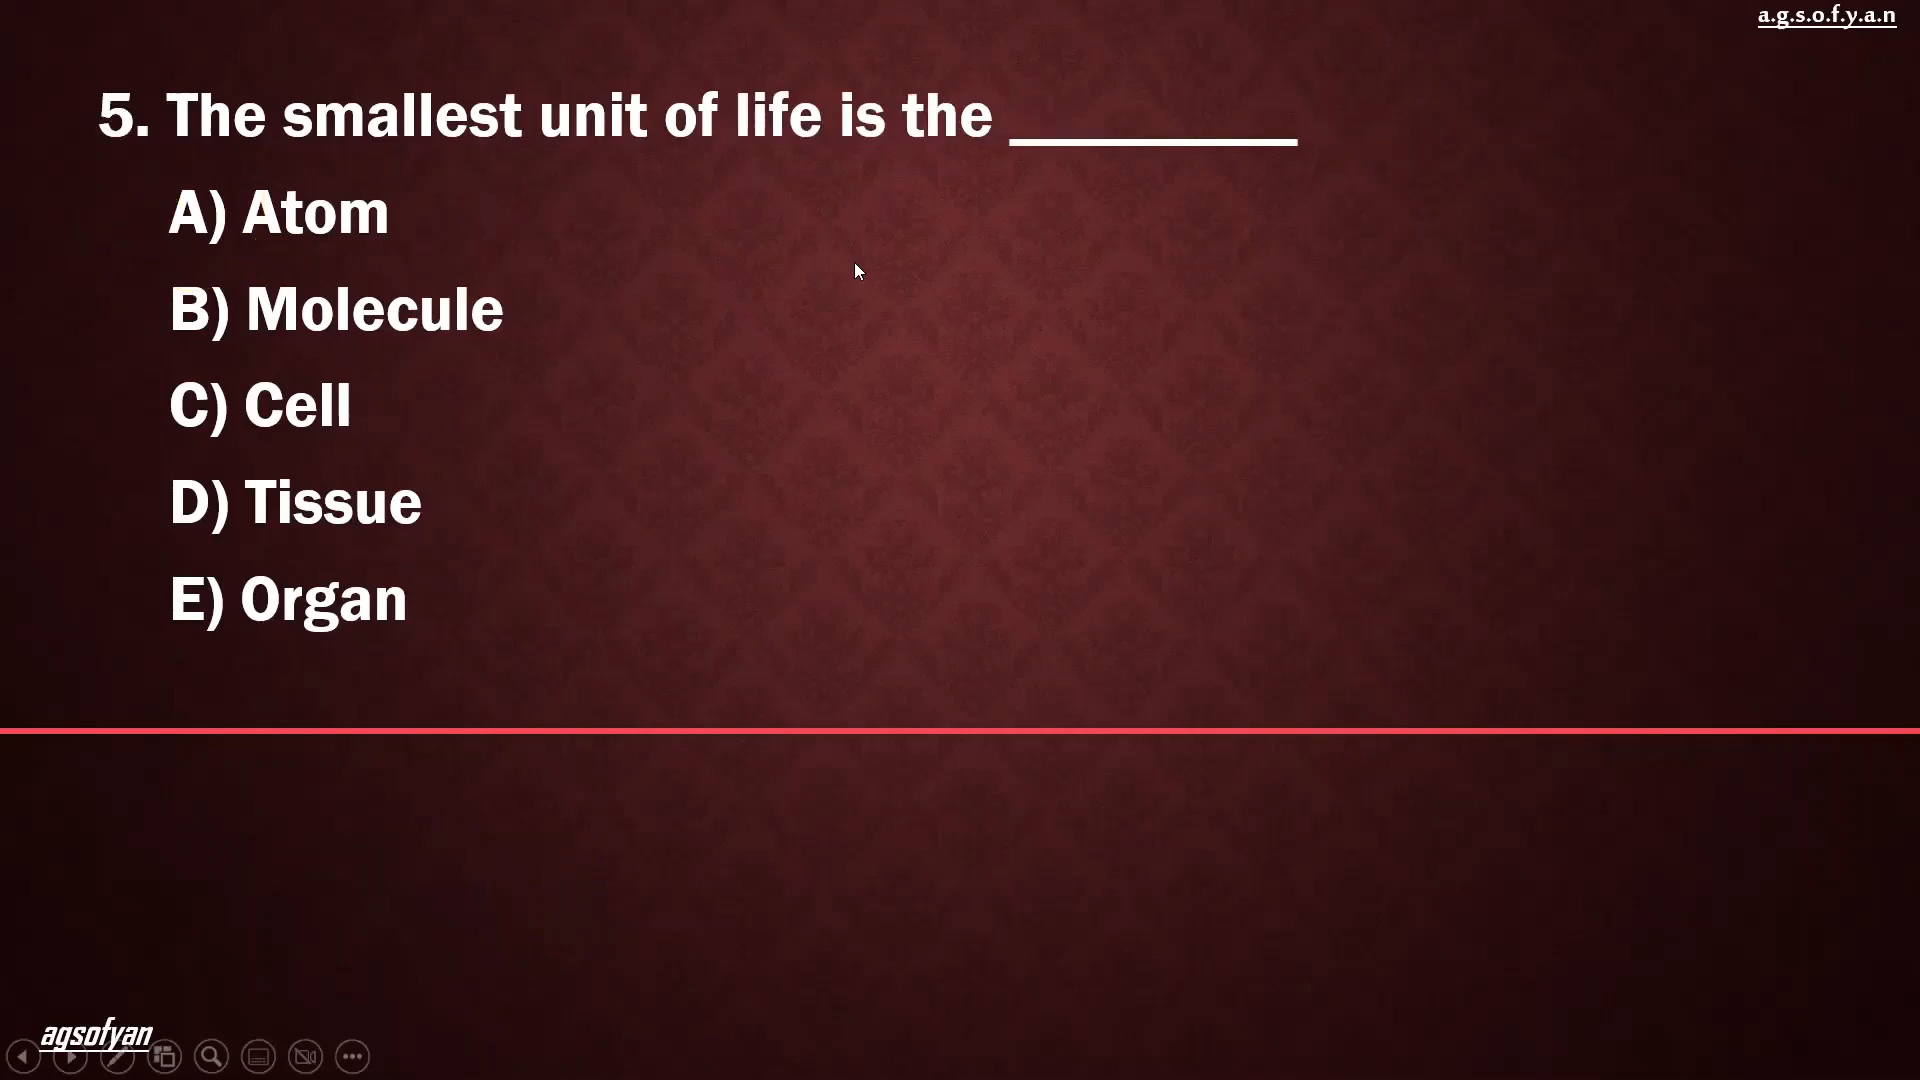 a.g.s.o.f.y.a.n
5. The smallest unit of life is the _________
A) Atom
B) Molecule
C) Cell
D) Tissue
E) Organ
agsofyan